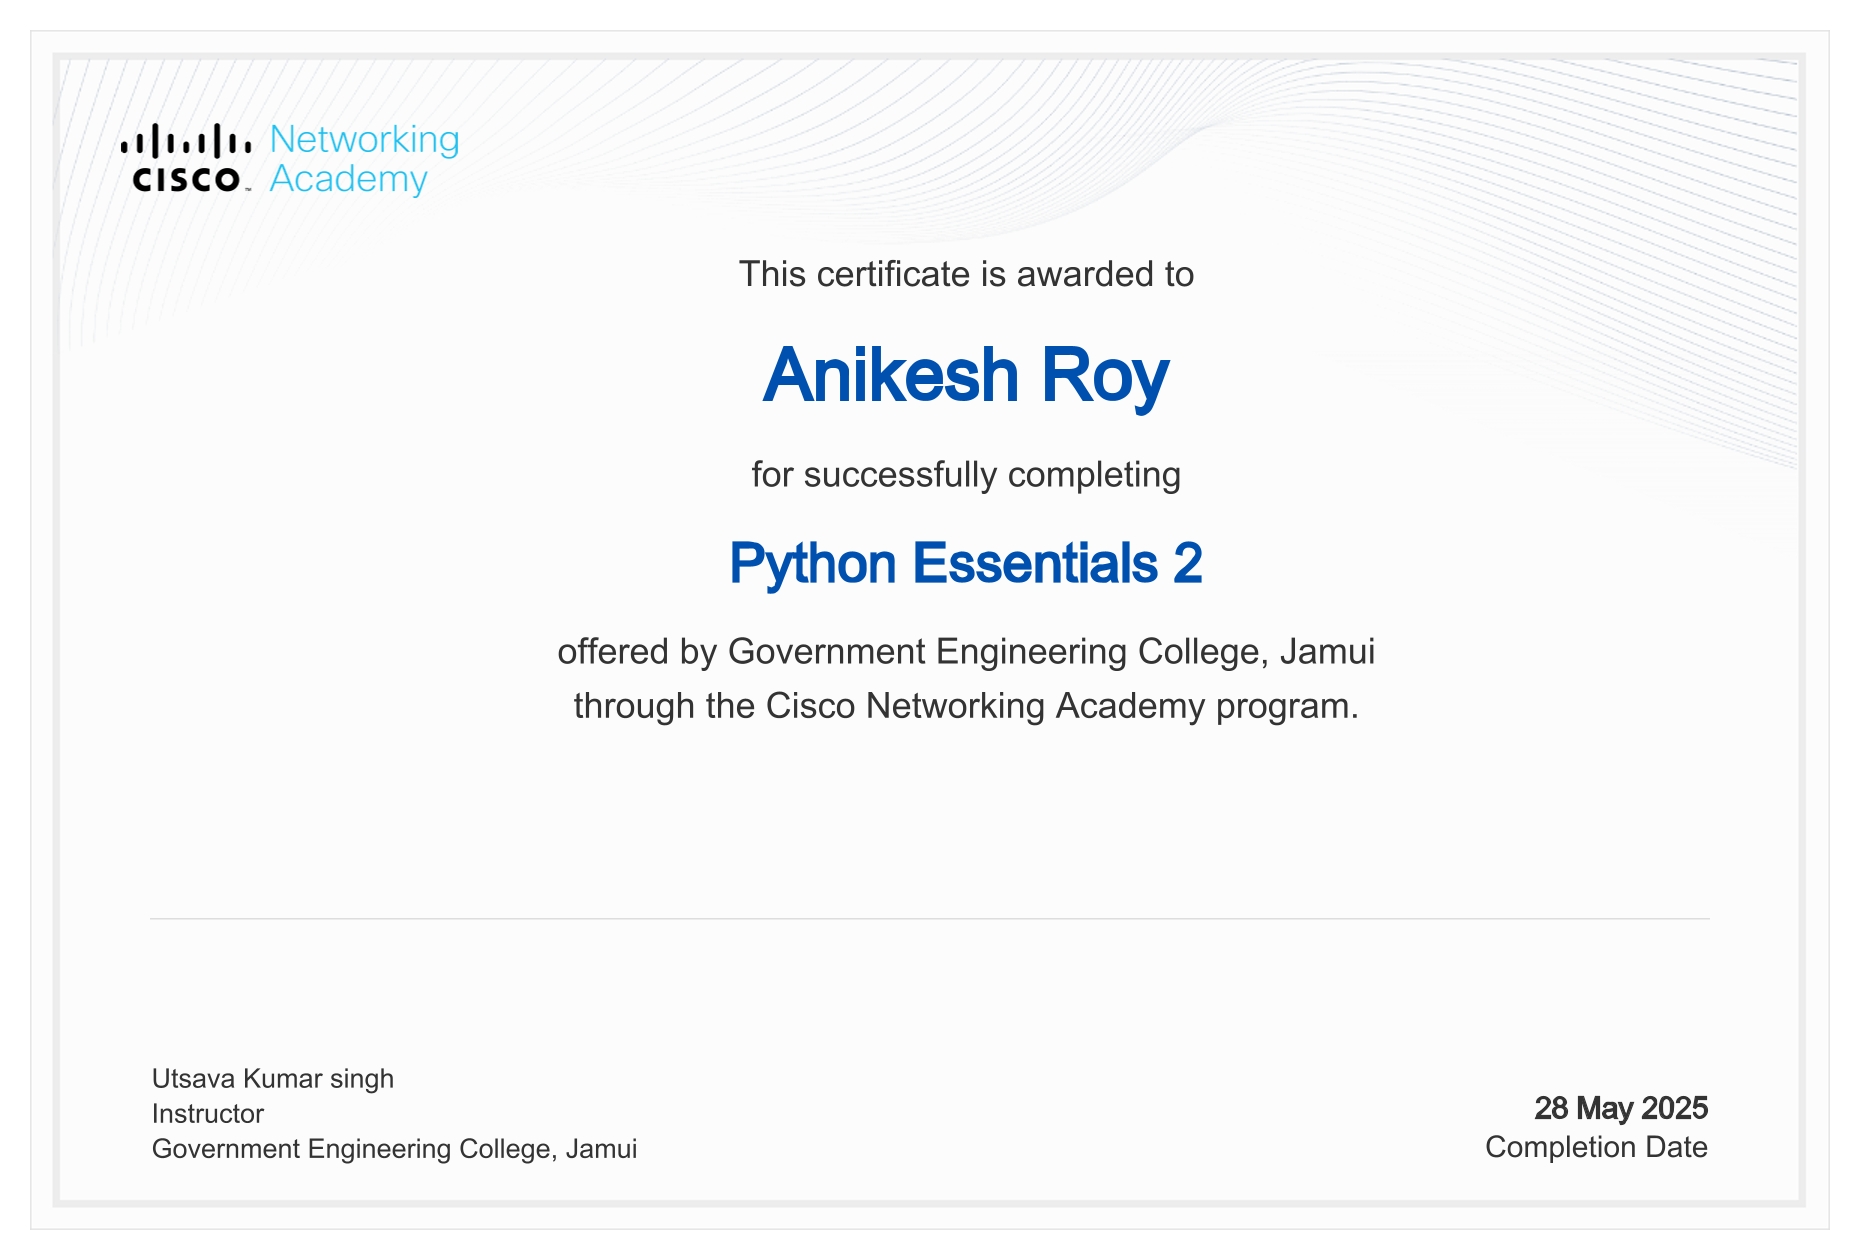 CISCO™ Networking
Academy
This certificate is awarded to
Anikesh Roy
for successfully completing
Python Essentials 2
offered by Government Engineering College, Jamui
through the Cisco Networking Academy program.
Utsava Kumar singh
Instructor
Government Engineering College, Jamui
28 May 2025
Completion Date